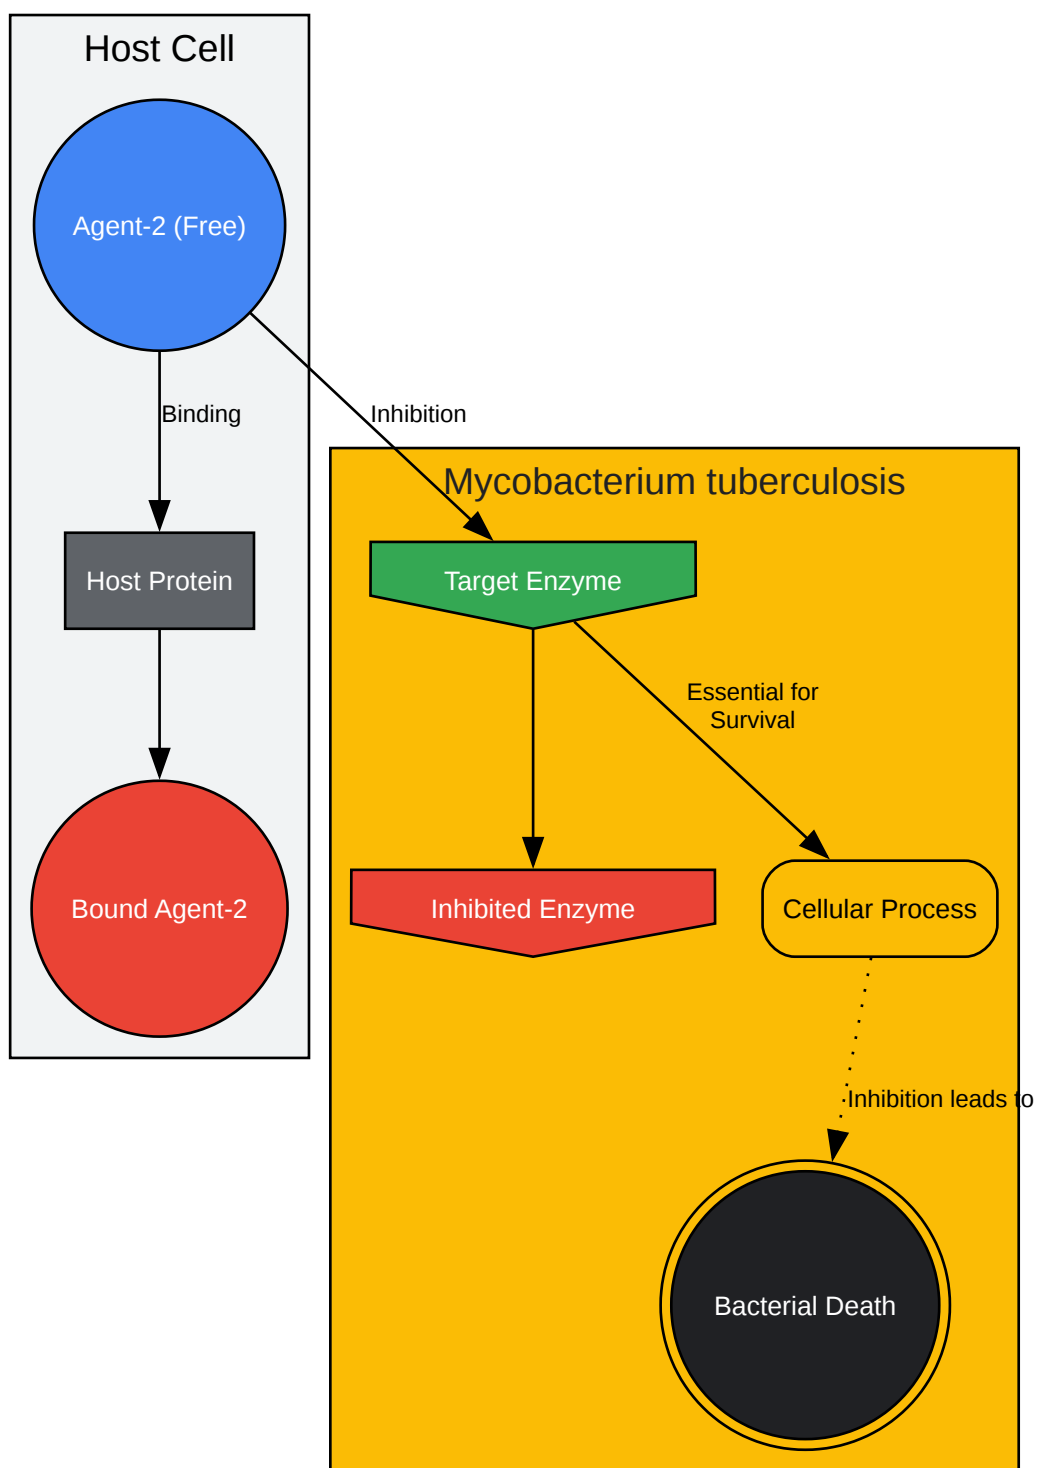 Host Cell
Agent-2 (Free)
Binding
Inhibition
Mycobacterium tuberculosis
Host Protein
Target Enzyme
Essential for
Survival
Bound Agent-2
Inhibited Enzyme
Cellular Process
Inhibition leads to
Bacterial Death